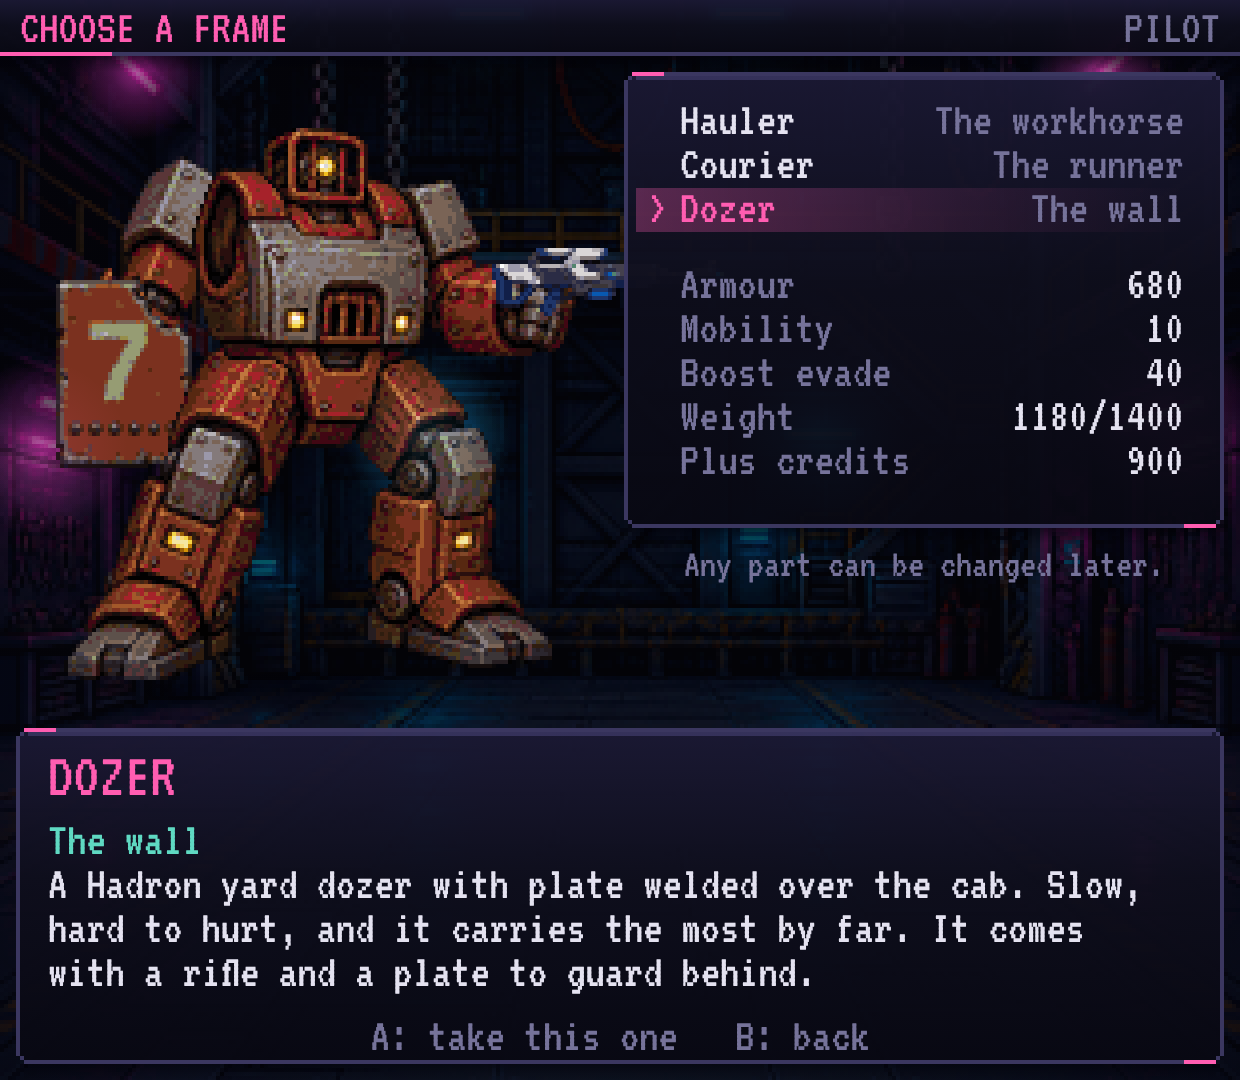 CHOOSE A FRAME PILOT
Hauler The workhorse
Courier The runner
> Dozer The wall
Armour 680
Mobility 10
Boost evade 40
Weight 1180/1400
Plus credits 900
Any part can be changed later.
7
DOZER
The wall
A Hadron yard dozer with plate welded over the cab. Slow,
hard to hurt, and it carries the most by far. It comes
with a rifle and a plate to guard behind.
A: take this one B: back